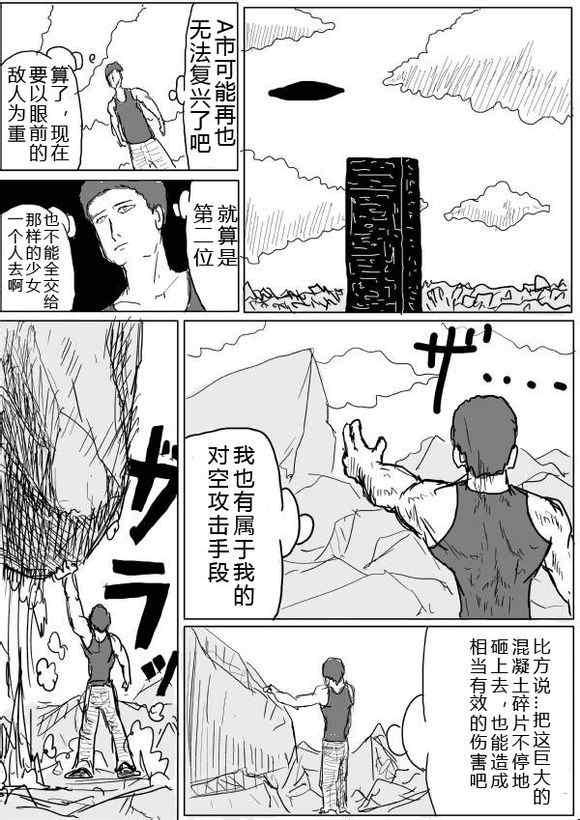 A市可能再也
无法复兴了吧
算了，现在
要以眼前的
敌人为重
就算是
第二位
也不能全交给
那样的少女
一个人去啊
ザ‥‥
我也有属于我的
对空攻击手段
比方说…把这巨大的
混凝土碎片不停地
砸上去，也能造成
相当有效的伤害吧
ガラッ